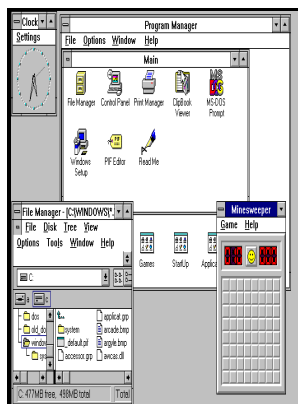 Clock
Settings
Program Manager
File Options Window Help
Main
File Manager
Control Panel
Print Manager
ClipBook Viewer
MS-DOS Prompt
Windows Setup
PIF Editor
Read Me
Games
StartUp
File Manager - [C:\WINDOWS\*.
File Disk Tree View
Options Tools Window Help
C:
a
c
dos
old_do
window
sys
system
_default.pif
accessor.grp
applicat.grp
arcade.bmp
argyle.bmp
awcas.dll
C: 477MB free, 498MB total
Total
Minesweeper
Game Help